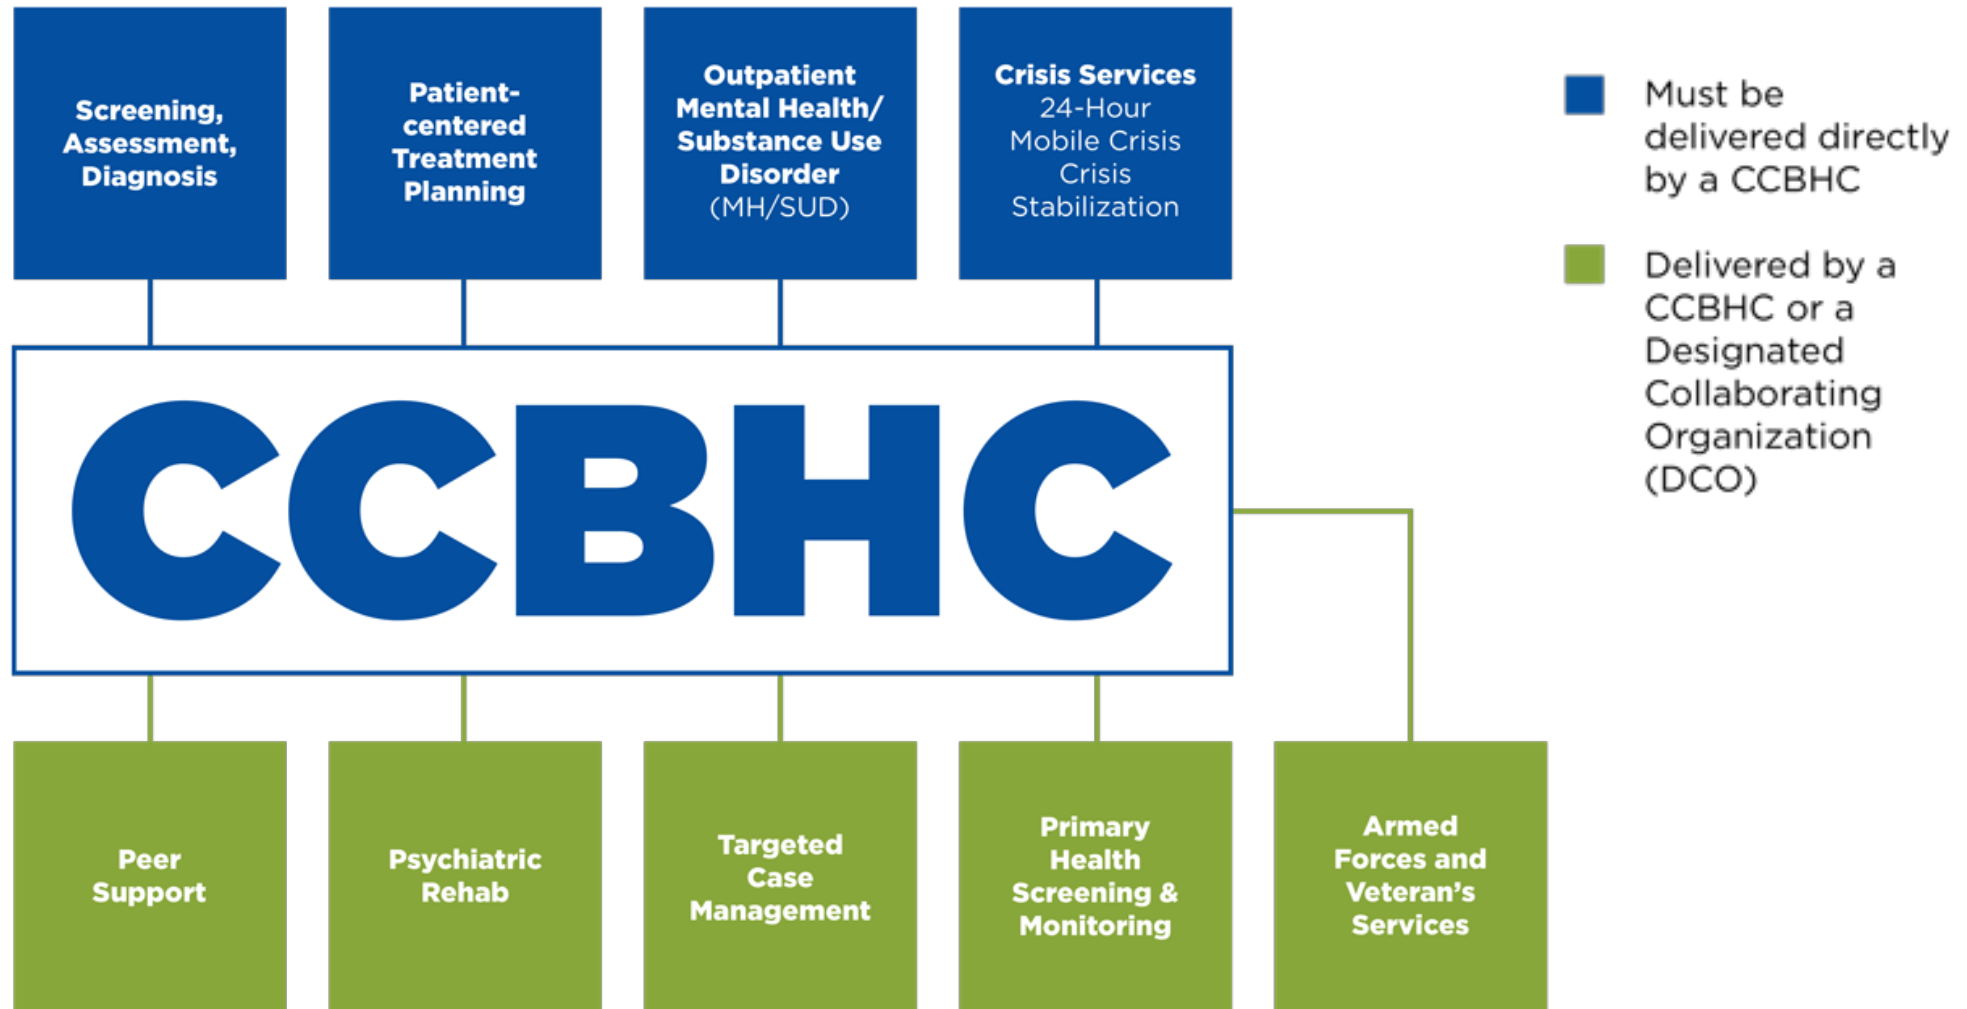 Screening,
Assessment,
Diagnosis
Patient-
centered
Treatment
Planning
Outpatient
Mental Health/
Substance Use
Disorder
(MH/SUD)
Crisis Services
24-Hour
Mobile Crisis
Crisis
Stabilization
Must be
delivered directly
by a CCBHC
Delivered by a
CCBHC or a
Designated
Collaborating
Organization
(DCO)
CCBHC
Peer
Support
Psychiatric
Rehab
Targeted
Case
Management
Primary
Health
Screening &
Monitoring
Armed
Forces and
Veteran’s
Services